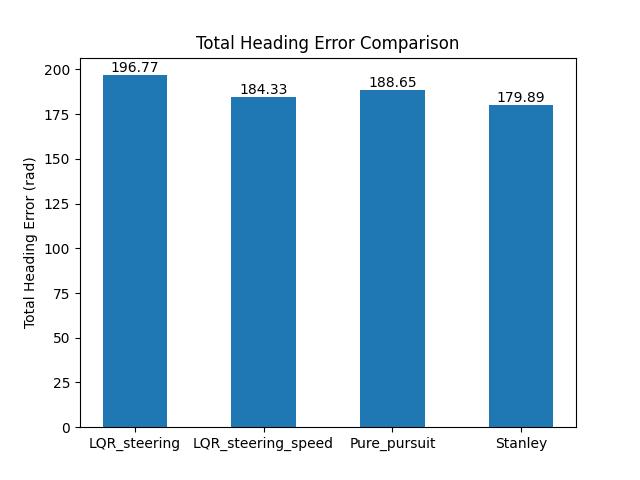 Total Heading Error Comparison
196.77
184.33
188.65
179.89
200
175
150
125
100
75
50
25
0
Total Heading Error (rad)
LQR_steering
LQR_steering_speed
Pure_pursuit
Stanley